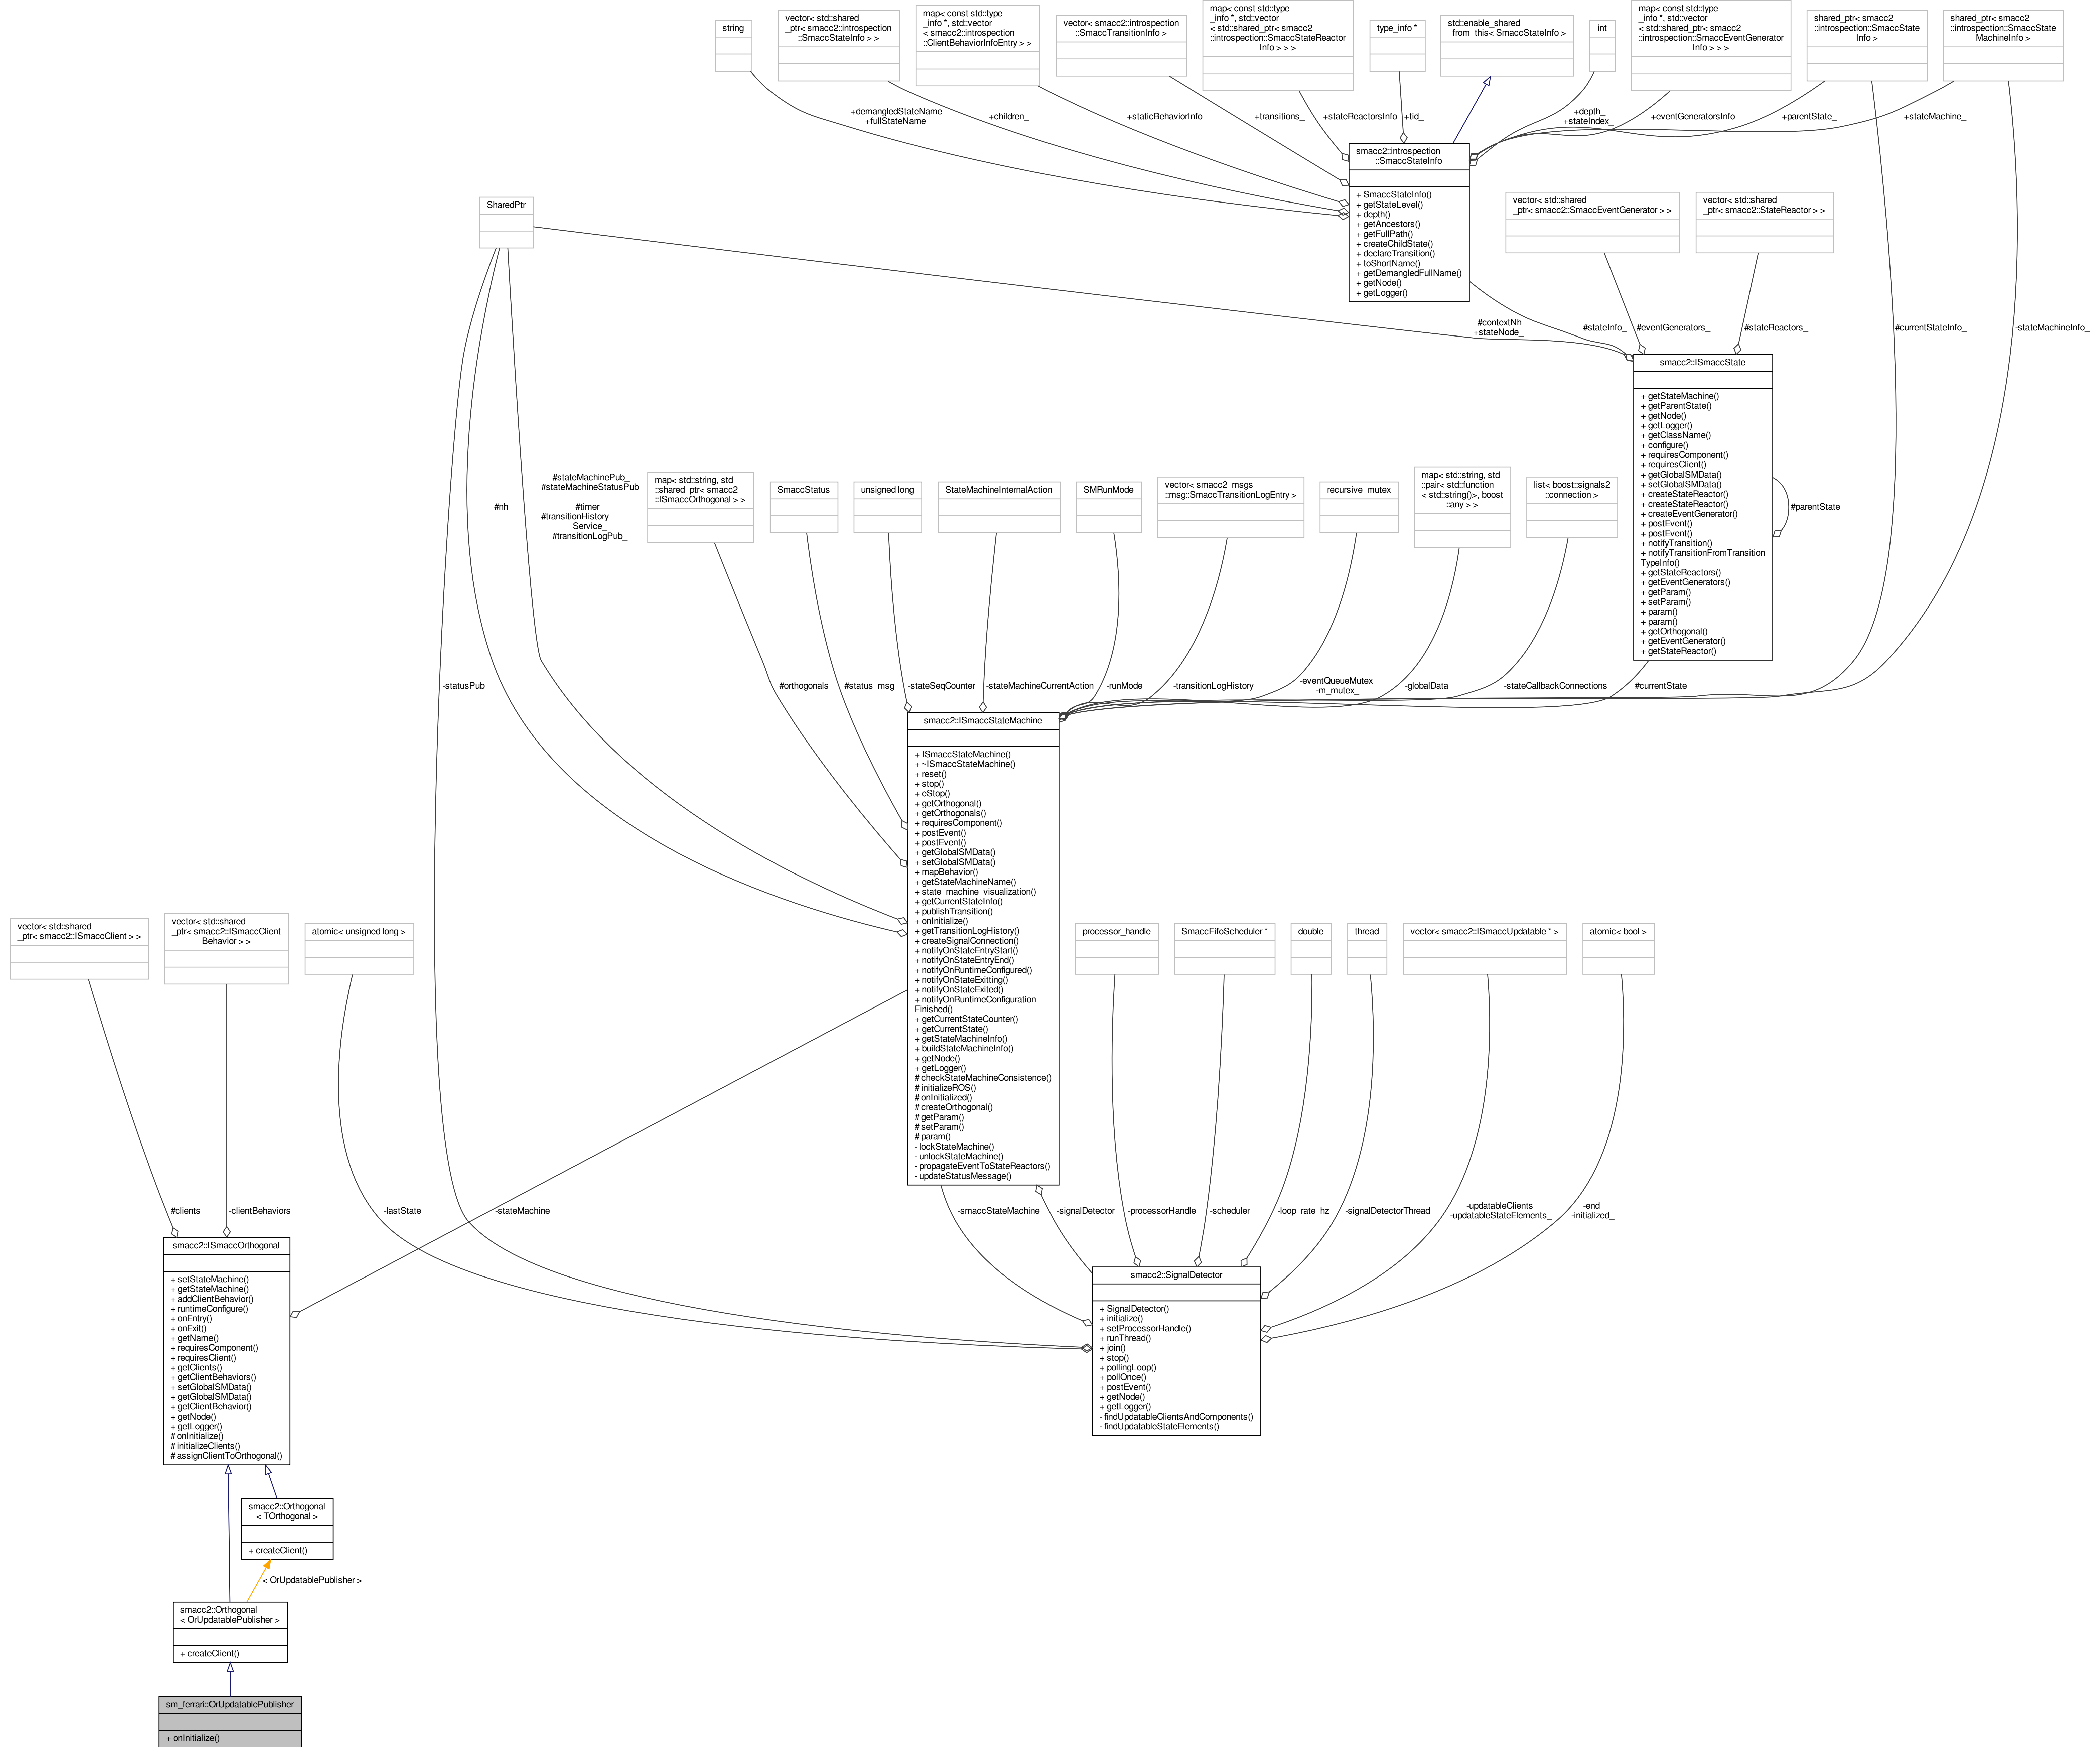 string
vector< std::shared
_ptr< smacc2::introspection
::SmaccStateInfo > >
map< const std::type
_info *, std::vector
< smacc2::introspection
::ClientBehaviorInfoEntry > >
vector< smacc2::introspection
::SmaccTransitionInfo >
map< const std::type
_info *, std::vector
< std::shared_ptr< smacc2
::introspection::SmaccStateReactor
Info > > >
type_info *
std::enable_shared
_from_this< SmaccStateInfo >
int
map< const std::type
_info *, std::vector
< std::shared_ptr< smacc2
::introspection::SmaccEventGenerator
Info > > >
shared_ptr< smacc2
::introspection::SmaccState
Info >
shared_ptr< smacc2
::introspection::SmaccState
MachineInfo >
+demangledStateName
+fullStateName
+children_
+staticBehaviorInfo
+transitions_
+stateReactorsInfo
+tid_
+depth_
+stateIndex_
+eventGeneratorsInfo
+parentState_
+stateMachine_
smacc2::introspection
::SmaccStateInfo
+ SmaccStateInfo()
+ getStateLevel()
+ depth()
+ getAncestors()
+ getFullPath()
+ createChildState()
+ declareTransition()
+ toShortName()
+ getDemangledFullName()
+ getNode()
+ getLogger()
SharedPtr
vector< std::shared
_ptr< smacc2::SmaccEventGenerator > >
vector< std::shared
_ptr< smacc2::StateReactor > >
#contextNh
+stateNode_
#stateInfo_
#eventGenerators_
#stateReactors_
#currentStateInfo_
-stateMachineInfo_
smacc2::ISmaccState
+ getStateMachine()
+ getParentState()
+ getNode()
+ getLogger()
+ getClassName()
+ configure()
+ requiresComponent()
+ requiresClient()
+ getGlobalSMData()
+ setGlobalSMData()
+ createStateReactor()
+ createStateReactor()
+ createEventGenerator()
+ postEvent()
+ postEvent()
+ notifyTransition()
+ notifyTransitionFromTransition
TypeInfo()
+ getStateReactors()
+ getEventGenerators()
+ getParam()
+ setParam()
+ param()
+ param()
+ getOrthogonal()
+ getEventGenerator()
+ getStateReactor()
#parentState_
#nh_
#stateMachinePub_
#stateMachineStatusPub
_
#timer_
#transitionHistory
Service_
#transitionLogPub_
map< std::string, std
::shared_ptr< smacc2
::ISmaccOrthogonal > >
SmaccStatus
unsigned long
StateMachineInternalAction
SMRunMode
vector< smacc2_msgs
::msg::SmaccTransitionLogEntry >
recursive_mutex
map< std::string, std
::pair< std::function
< std::string()>, boost
::any > >
list< boost::signals2
::connection >
-statusPub_
#orthogonals_
#status_msg_
-stateSeqCounter_
-stateMachineCurrentAction
-runMode_
-transitionLogHistory_
-eventQueueMutex_
-m_mutex_
-globalData_
-stateCallbackConnections
#currentState_
smacc2::ISmaccStateMachine
+ ISmaccStateMachine()
+ ~ISmaccStateMachine()
+ reset()
+ stop()
+ eStop()
+ getOrthogonal()
+ getOrthogonals()
+ requiresComponent()
+ postEvent()
+ postEvent()
+ getGlobalSMData()
+ setGlobalSMData()
+ mapBehavior()
+ getStateMachineName()
+ state_machine_visualization()
+ getCurrentStateInfo()
+ publishTransition()
+ onInitialize()
+ getTransitionLogHistory()
+ createSignalConnection()
+ notifyOnStateEntryStart()
+ notifyOnStateEntryEnd()
+ notifyOnRuntimeConfigured()
+ notifyOnStateExitting()
+ notifyOnStateExited()
+ notifyOnRuntimeConfiguration
Finished()
+ getCurrentStateCounter()
+ getCurrentState()
+ getStateMachineInfo()
+ buildStateMachineInfo()
+ getNode()
+ getLogger()
# checkStateMachineConsistence()
# initializeROS()
# onInitialized()
# createOrthogonal()
# getParam()
# setParam()
# param()
- lockStateMachine()
- unlockStateMachine()
- propagateEventToStateReactors()
- updateStatusMessage()
vector< std::shared
_ptr< smacc2::ISmaccClient > >
vector< std::shared
_ptr< smacc2::ISmaccClient
Behavior > >
atomic< unsigned long >
processor_handle
SmaccFifoScheduler *
double
thread
vector< smacc2::ISmaccUpdatable * >
atomic< bool >
#clients_
-clientBehaviors_
-lastState_
-stateMachine_
-smaccStateMachine_
-signalDetector_
-processorHandle_
-scheduler_
-loop_rate_hz
-signalDetectorThread_
-updatableClients_
-updatableStateElements_
-end_
-initialized_
smacc2::ISmaccOrthogonal
+ setStateMachine()
+ getStateMachine()
+ addClientBehavior()
+ runtimeConfigure()
+ onEntry()
+ onExit()
+ getName()
+ requiresComponent()
+ requiresClient()
+ getClients()
+ getClientBehaviors()
+ setGlobalSMData()
+ getGlobalSMData()
+ getClientBehavior()
+ getNode()
+ getLogger()
# onInitialize()
# initializeClients()
# assignClientToOrthogonal()
smacc2::SignalDetector
+ SignalDetector()
+ initialize()
+ setProcessorHandle()
+ runThread()
+ join()
+ stop()
+ pollingLoop()
+ pollOnce()
+ postEvent()
+ getNode()
+ getLogger()
- findUpdatableClientsAndComponents()
- findUpdatableStateElements()
smacc2::Orthogonal
< TOrthogonal >
+ createClient()
< OrUpdatablePublisher >
smacc2::Orthogonal
< OrUpdatablePublisher >
+ createClient()
sm_ferrari::OrUpdatablePublisher
+ onInitialize()